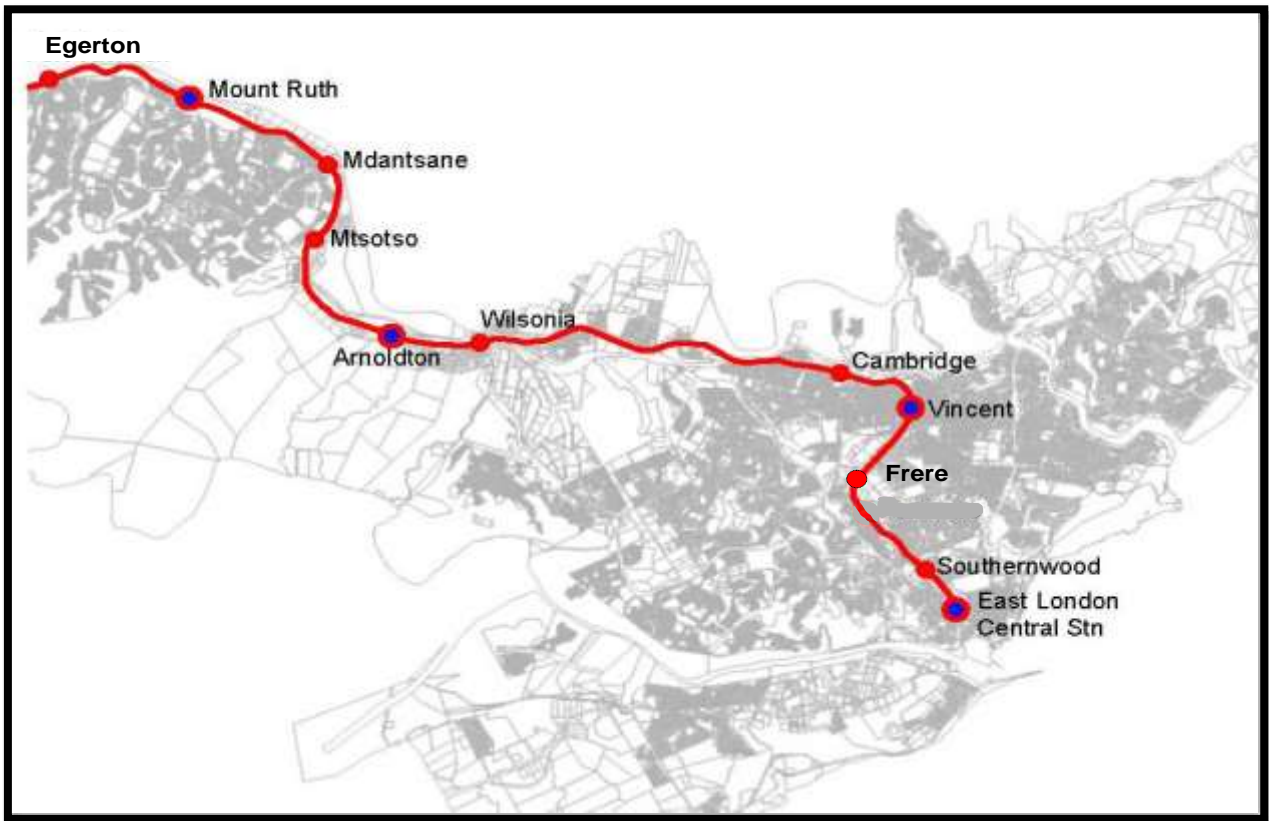 Egerton
Mount Ruth
Mdantsane
Mtsotso
Wilsonia
Arnoldton
Cambridge
Vincent
Frere
Southernwood
East London
Central Stn